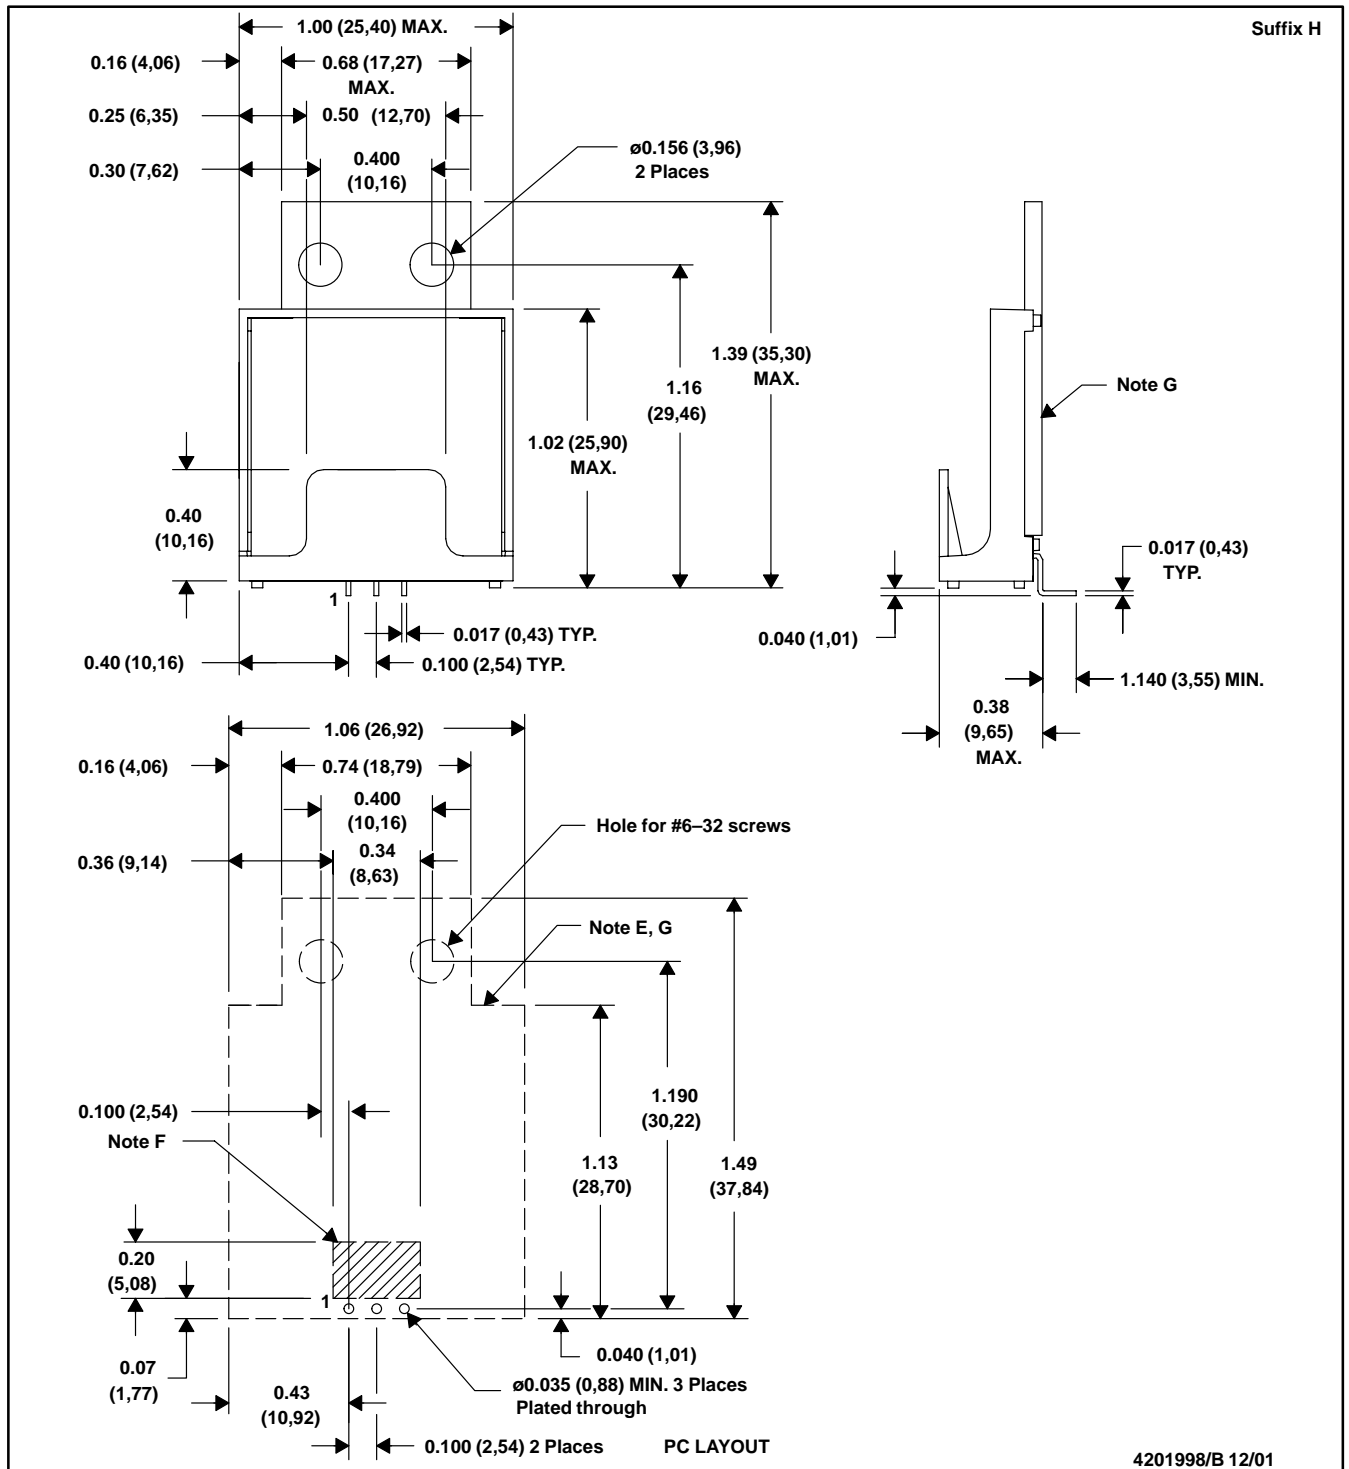 1.00 (25,40) MAX.
Suffix H
0.16 (4,06)
0.68 (17,27)
MAX.
0.25 (6,35)
0.50 (12,70)
0.30 (7,62)
0.400
(10,16)
ø0.156 (3,96)
2 Places
1.39 (35,30)
MAX.
1.16
(29,46)
1.02 (25,90)
MAX.
Note G
0.40
(10,16)
0.017 (0,43)
TYP.
1
0.017 (0,43) TYP.
0.040 (1,01)
0.40 (10,16)
0.100 (2,54) TYP.
1.140 (3,55) MIN.
0.38
(9,65)
MAX.
1.06 (26,92)
0.16 (4,06)
0.74 (18,79)
0.400
(10,16)
Hole for #6–32 screws
0.36 (9,14)
0.34
(8,63)
Note E, G
1.190
(30,22)
0.100 (2,54)
Note F
1.13
(28,70)
1.49
(37,84)
0.20
(5,08)
1
0.040 (1,01)
0.07
(1,77)
0.43
(10,92)
ø0.035 (0,88) MIN. 3 Places
Plated through
0.100 (2,54) 2 Places
PC LAYOUT
4201998/B 12/01